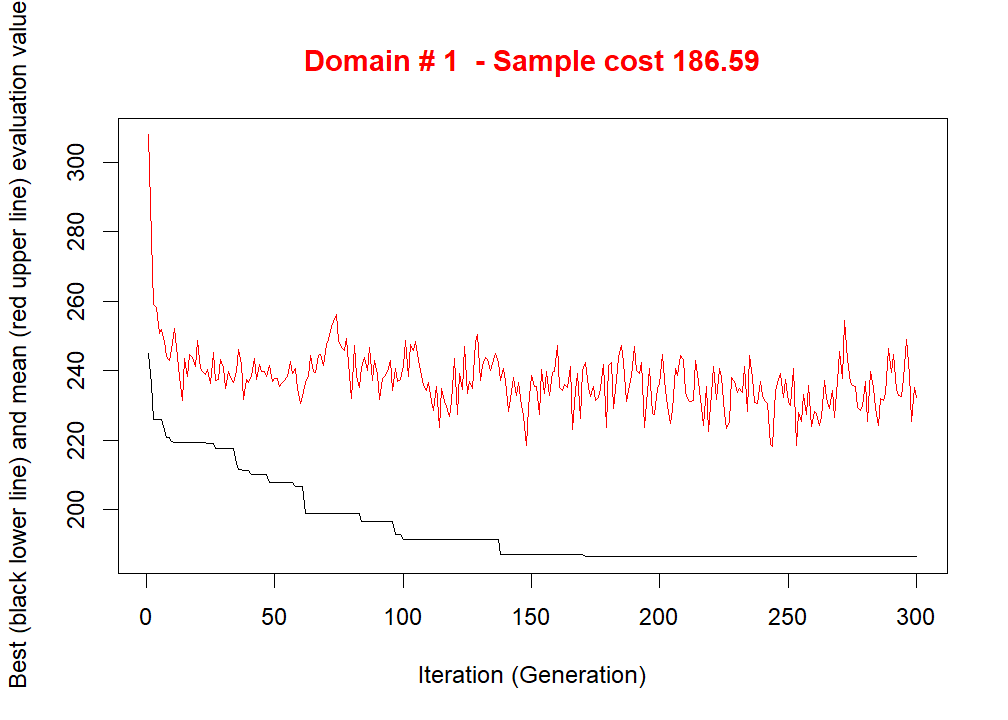 Domain # 1 - Sample cost 186.59
Best (black lower line) and mean (red upper line) evaluation value
300
280
260
240
220
200
0 50 100 150 200 250 300
Iteration (Generation)